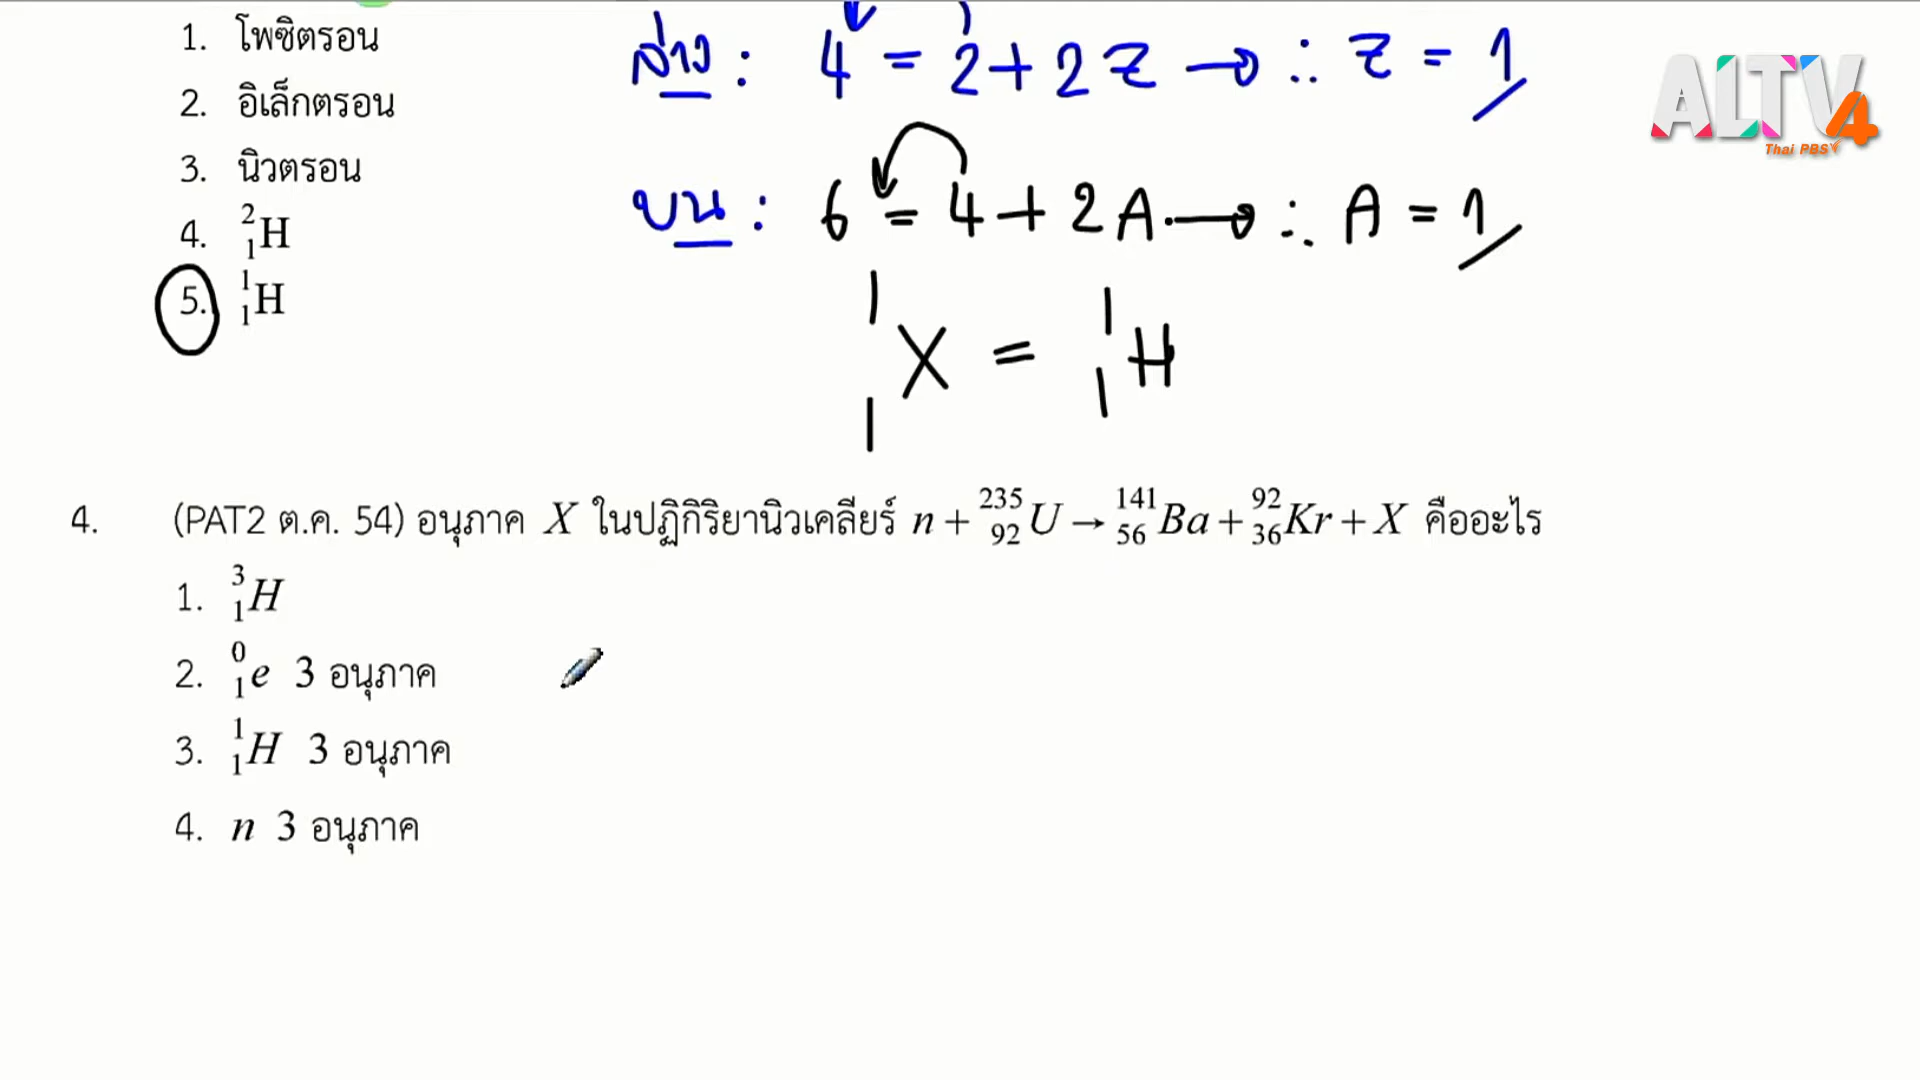 1. โพซิตรอน
2. อิเล็กตรอน
3. นิวตรอน
4. ²₁H
5. ¹₁H
ล่าง : 4 = 2 + 2Z → ∴ Z = 1
บน : 6 = 4 + 2A → ∴ A = 1
¹₁X = ¹₁H
ALTV4
Thai PBS
4. (PAT2 ต.ค. 54) อนุภาค X ในปฏิกิริยานิวเคลียร์ n + ²³⁵₉₂U → ¹⁴¹₅₆Ba + ⁹²₃₆Kr + X คืออะไร
1. ³₁H
2. ⁰₁e 3 อนุภาค
3. ¹₁H 3 อนุภาค
4. n 3 อนุภาค